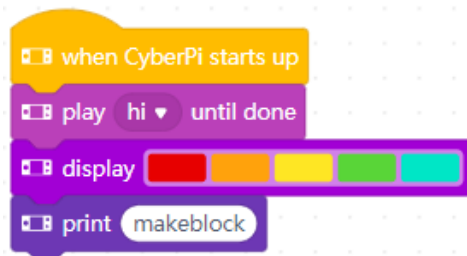 when CyberPi starts up
play hi until done
display
print makeblock